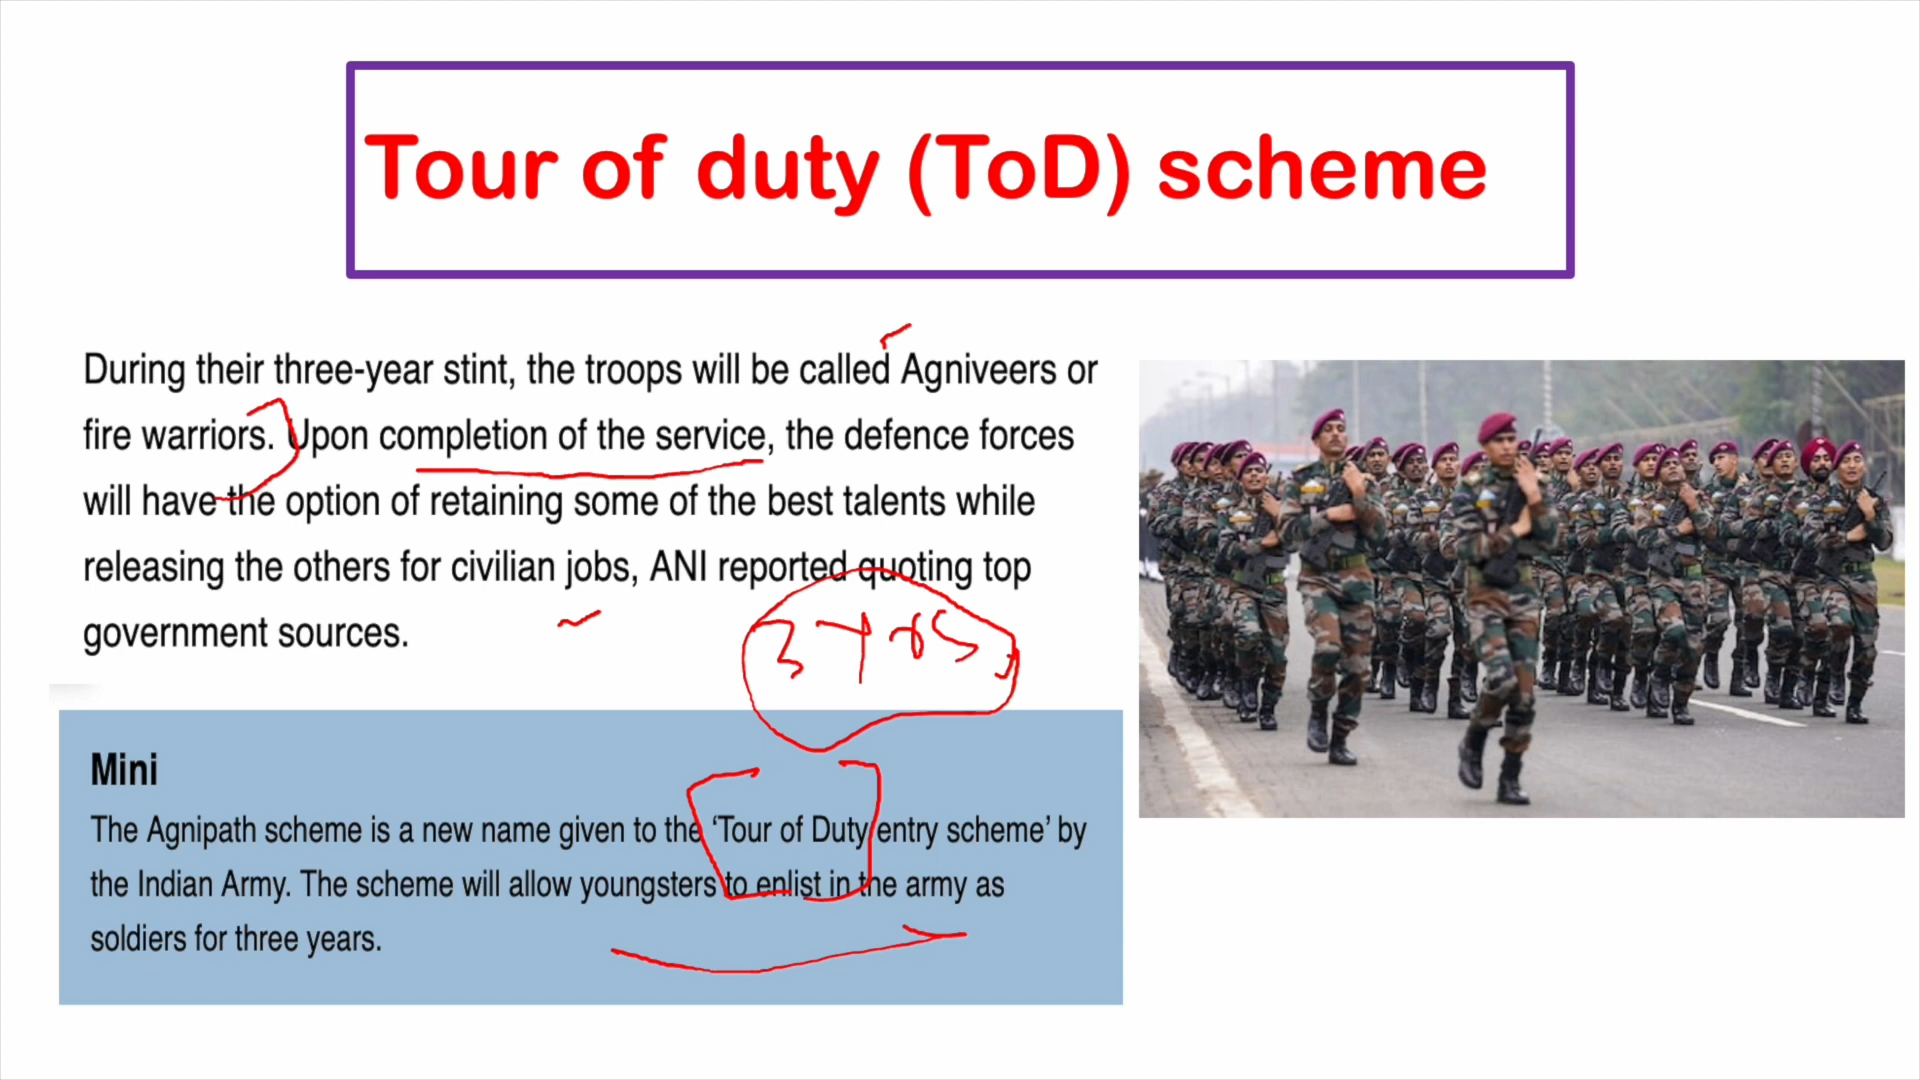 Tour of duty (ToD) scheme
During their three-year stint, the troops will be called Agniveers or
fire warriors. Upon completion of the service, the defence forces
will have the option of retaining some of the best talents while
releasing the others for civilian jobs, ANI reported quoting top
government sources.
3 yrs
Mini
The Agnipath scheme is a new name given to the ‘Tour of Duty entry scheme’ by
the Indian Army. The scheme will allow youngsters to enlist in the army as
soldiers for three years.